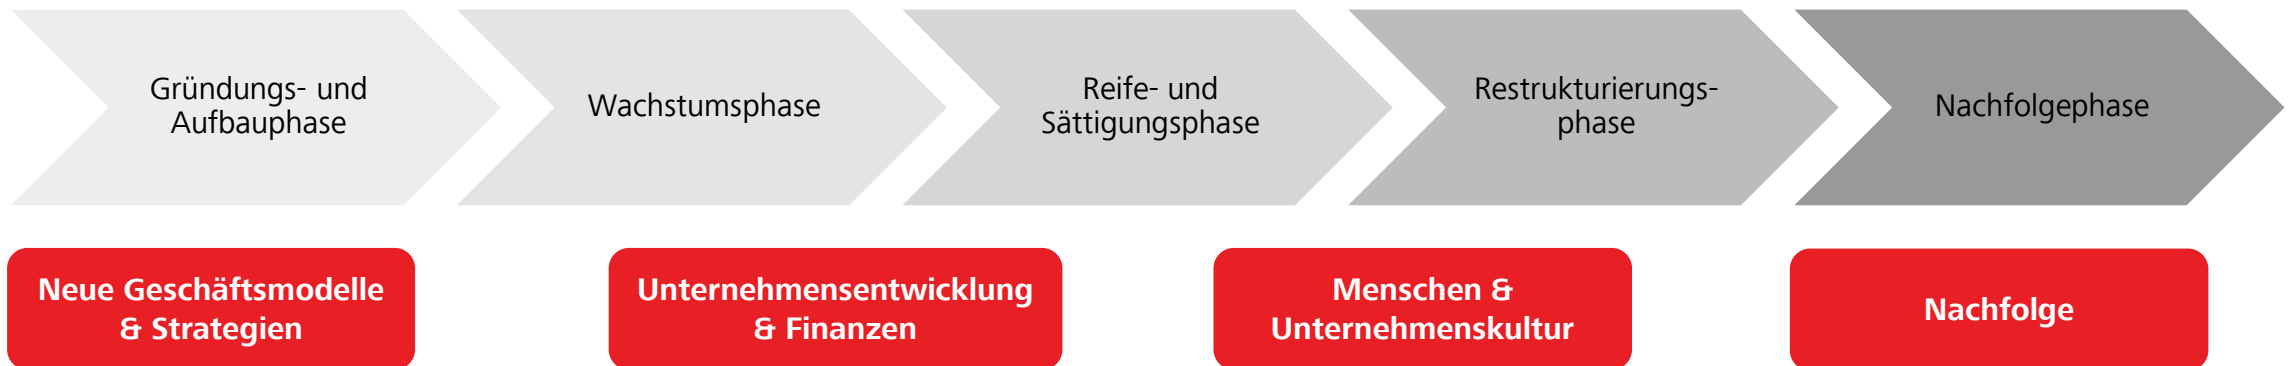 Gründungs- und
Aufbauphase
Wachstumsphase
Reife- und
Sättigungsphase
Restrukturierungs-
phase
Nachfolgephase
Neue Geschäftsmodelle
& Strategien
Unternehmensentwicklung
& Finanzen
Menschen &
Unternehmenskultur
Nachfolge